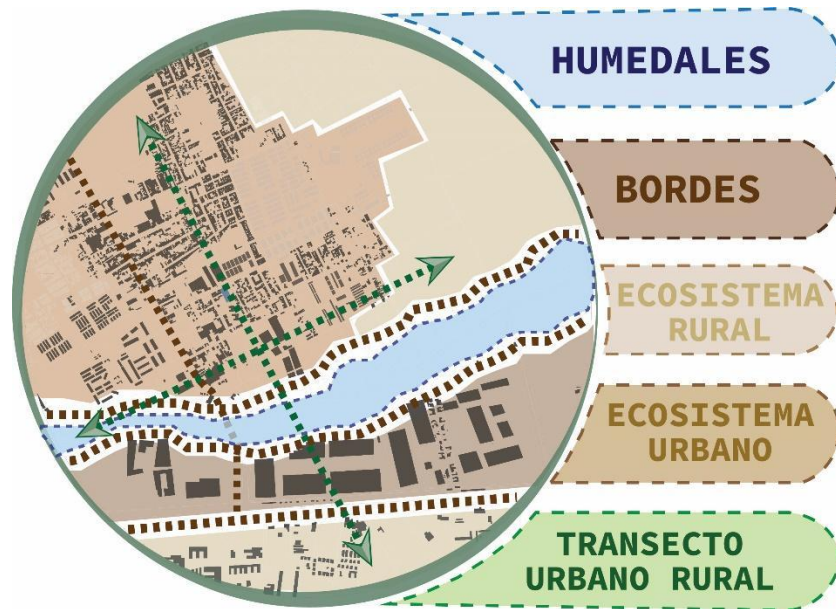 HUMEDALES
BORDES
ECOSISTEMA
RURAL
ECOSISTEMA
URBANO
TRANSECTO
URBANO RURAL